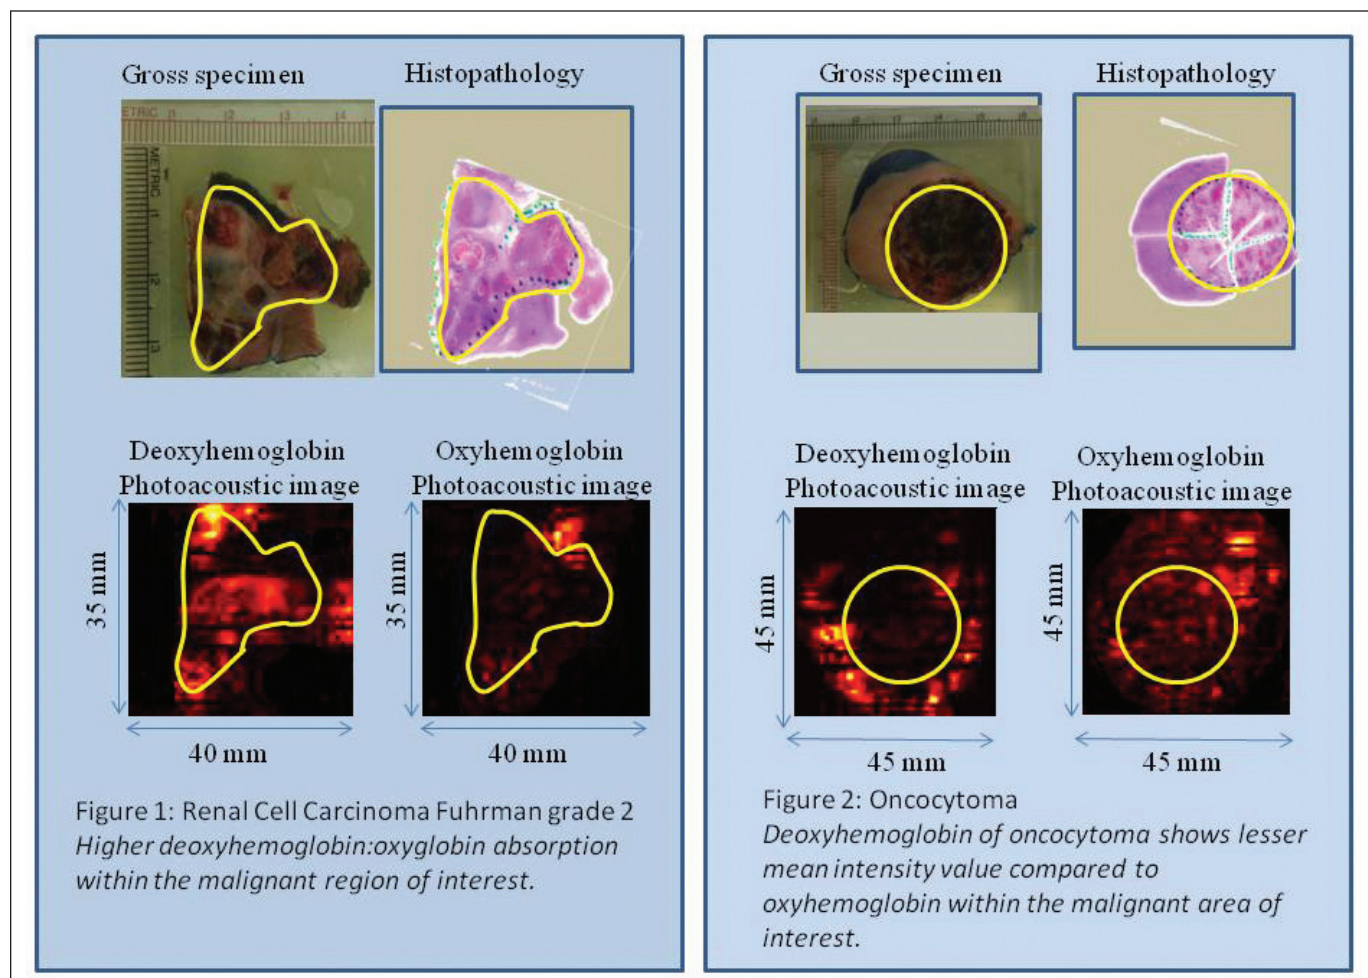 Gross specimen
Histopathology
ETRIC
METRIC
Deoxyhemoglobin
Photoacoustic image
Oxyhemoglobin
Photoacoustic image
35 mm
35 mm
40 mm
40 mm
Figure 1: Renal Cell Carcinoma Fuhrman grade 2
Higher deoxyhemoglobin:oxyglobin absorption
within the malignant region of interest.
Gross specimen
Histopathology
Deoxyhemoglobin
Photoacoustic image
Oxyhemoglobin
Photoacoustic image
45 mm
45 mm
45 mm
45 mm
Figure 2: Oncocytoma
Deoxyhemoglobin of oncocytoma shows lesser
mean intensity value compared to
oxyhemoglobin within the malignant area of
interest.